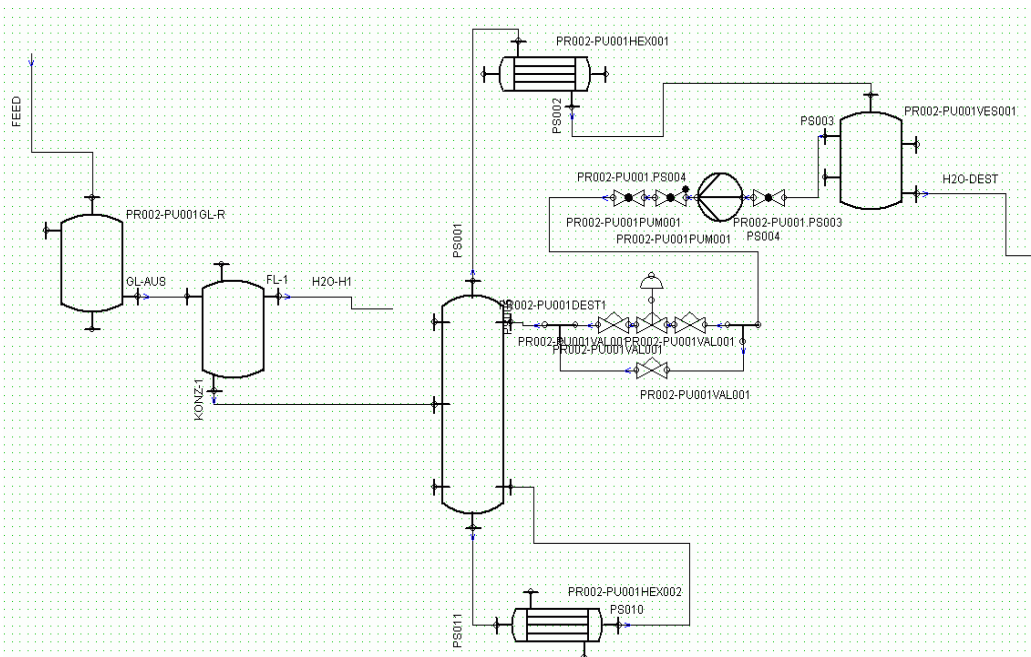 PR002-PU001HEX001
FEED
PS002
PR002-PU001VES001
PS003
PR002-PU001.PS004
H2O-DEST
PR002-PU001GL-R
PR002-PU001PUM001
PR002-PU001.PS003
PS004
PR002-PU001PUM001
PS001
GL-AUS
FL-1
H2O-H1
PR002-PU001DEST1
PR002-PU001VAL001
PR002-PU001VAL001
PR002-PU001VAL001
KONZ-1
PR002-PU001VAL001
PR002-PU001HEX002
PS010
PS011